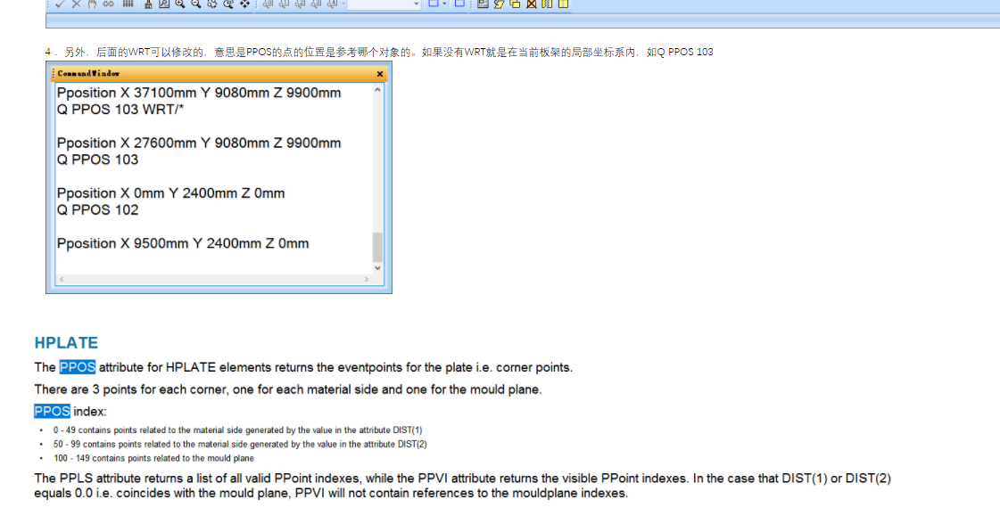 4．另外，后面的WRT可以修改的，意思是PPOS的点的位置是参考哪个对象的。如果没有WRT就是在当前板架的局部坐标系内，如Q PPOS 103
CommandWindow
Pposition X 37100mm Y 9080mm Z 9900mm
Q PPOS 103 WRT/*
Pposition X 27600mm Y 9080mm Z 9900mm
Q PPOS 103
Pposition X 0mm Y 2400mm Z 0mm
Q PPOS 102
Pposition X 9500mm Y 2400mm Z 0mm
HPLATE
The PPOS attribute for HPLATE elements returns the eventpoints for the plate i.e. corner points.
There are 3 points for each corner, one for each material side and one for the mould plane.
PPOS index:
• 0 - 49 contains points related to the material side generated by the value in the attribute DIST(1)
• 50 - 99 contains points related to the material side generated by the value in the attribute DIST(2)
• 100 - 149 contains points related to the mould plane
The PPLS attribute returns a list of all valid PPoint indexes, while the PPVI attribute returns the visible PPoint indexes. In the case that DIST(1) or DIST(2)
equals 0.0 i.e. coincides with the mould plane, PPVI will not contain references to the mouldplane indexes.